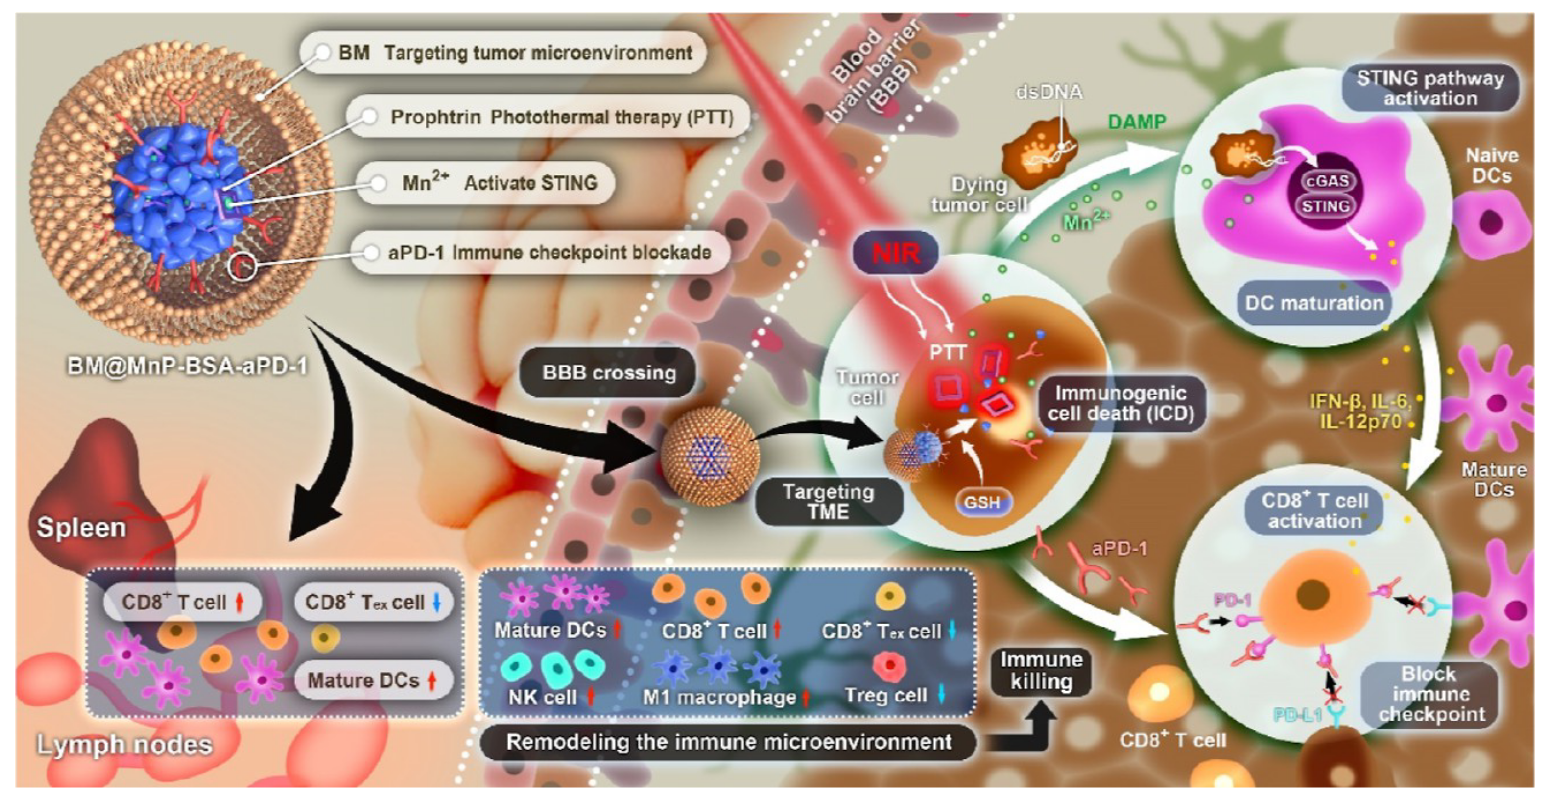 BM Targeting tumor microenvironment
Prophtrin Photothermal therapy (PTT)
Mn²⁺ Activate STING
aPD-1 Immune checkpoint blockade
BM@MnP-BSA-aPD-1
BBB crossing
Blood
brain barrier
(BBB)
NIR
PTT
Tumor
cell
Targeting
TME
GSH
Immunogenic
cell death (ICD)
dsDNA
Dying
tumor cell
DAMP
Mn²⁺
STING pathway
activation
cGAS
STING
DC maturation
Naive
DCs
IFN-β, IL-6,
IL-12p70
Mature
DCs
aPD-1
CD8⁺ T cell
activation
PD-1
PD-L1
Block
immune
checkpoint
CD8⁺ T cell
Immune
killing
Spleen
CD8⁺ T cell
CD8⁺ Tex cell
Mature DCs
Lymph nodes
Mature DCs
CD8⁺ T cell
CD8⁺ Tex cell
NK cell
M1 macrophage
Treg cell
Remodeling the immune microenvironment